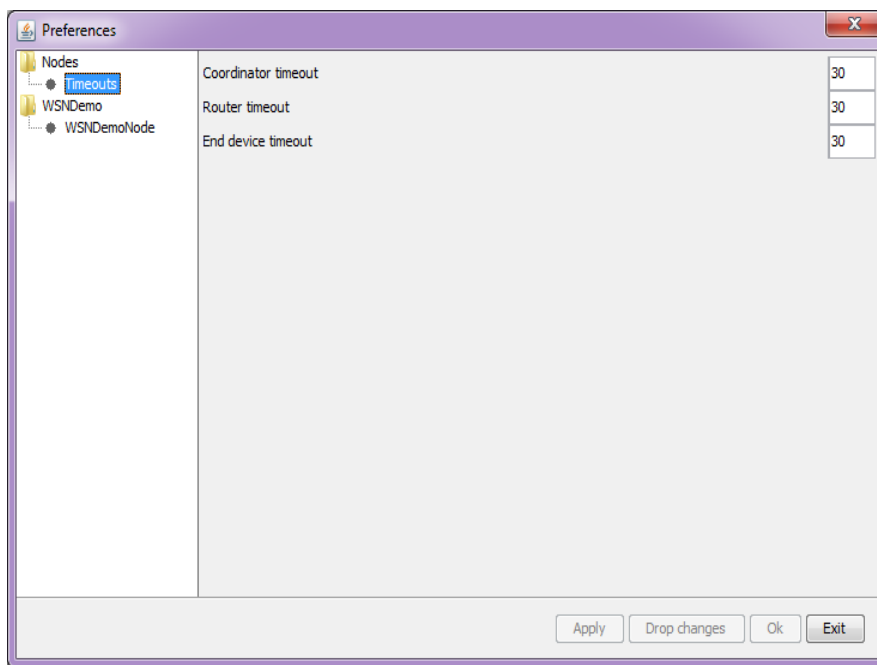 Preferences
X
Nodes
Timeouts
WSNDemo
WSNDemoNode
Coordinator timeout 30
Router timeout 30
End device timeout 30
Apply Drop changes Ok Exit